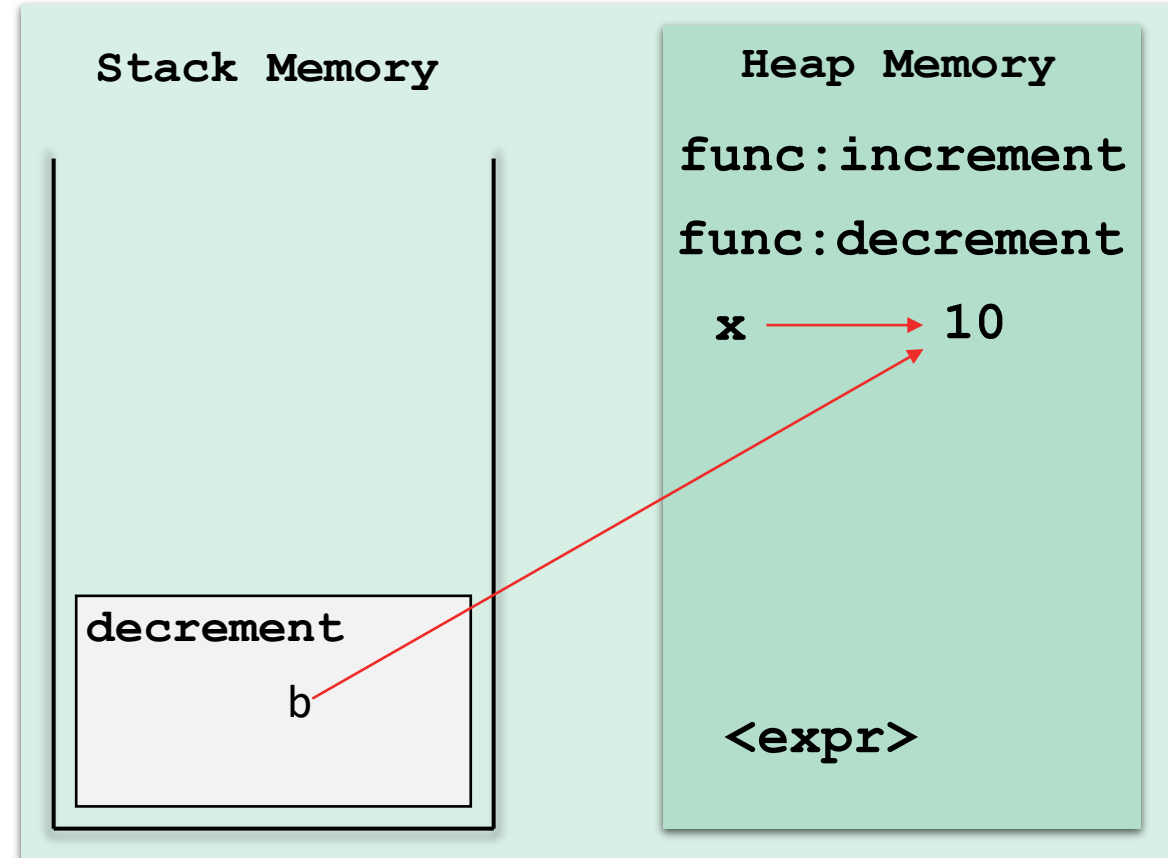 Stack Memory
Heap Memory
func:increment
func:decrement
x 10
decrement
b
<expr>